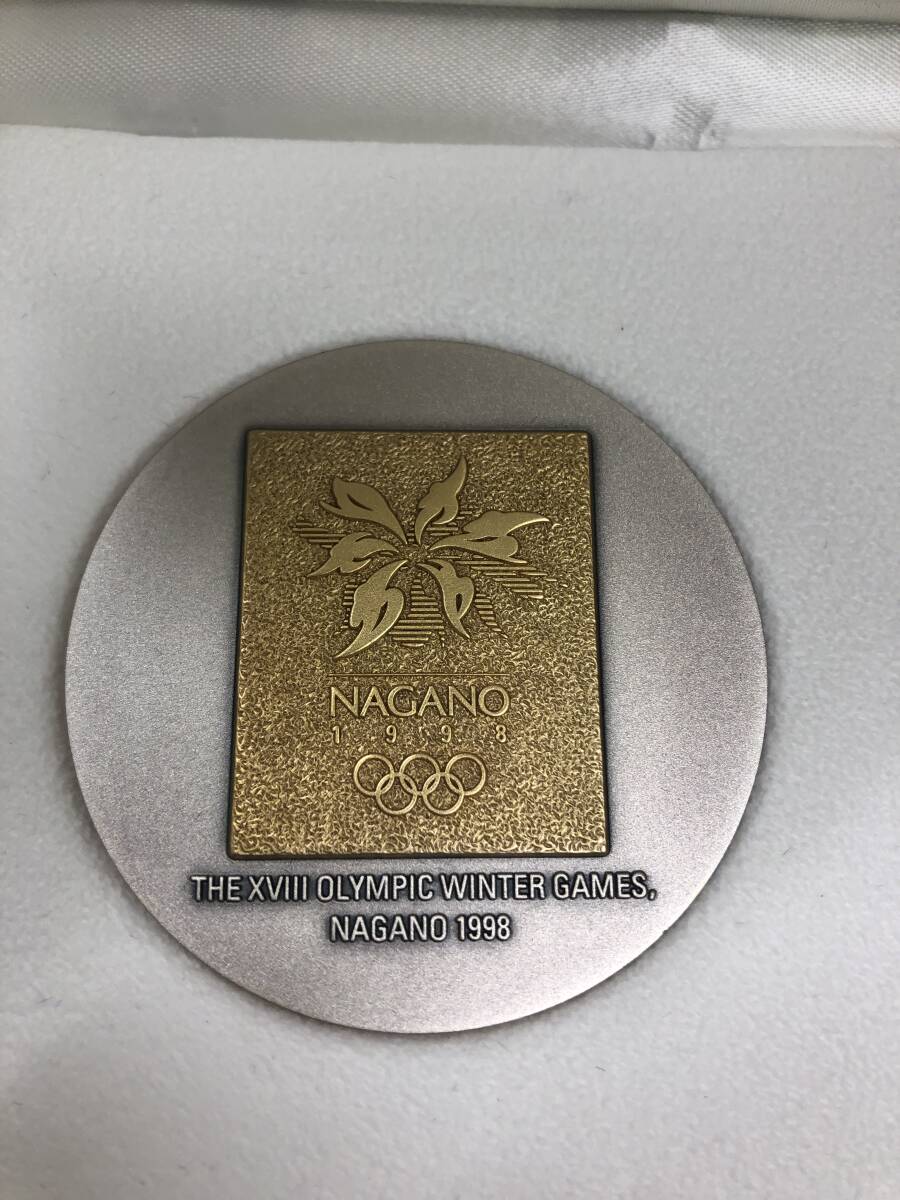 NAGANO
1998
THE XVIII OLYMPIC WINTER GAMES,
NAGANO 1998